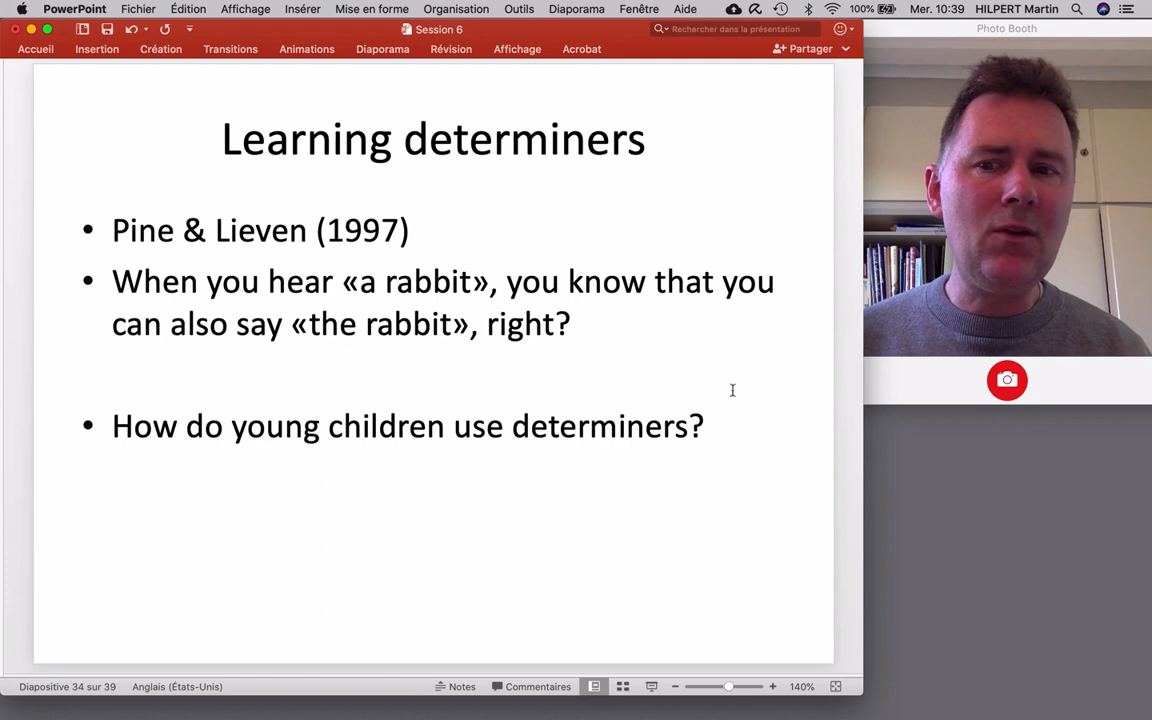 PowerPoint Fichier Édition Affichage Insérer Mise en forme Organisation Outils Diaporama Fenêtre Aide 100% Mer. 10:39 HILPERT Martin
Session 6
Rechercher dans la présentation
Photo Booth
Accueil Insertion Création Transitions Animations Diaporama Révision Affichage Acrobat Partager
Learning determiners
• Pine & Lieven (1997)
• When you hear «a rabbit», you know that you
can also say «the rabbit», right?
• How do young children use determiners?
Diapositive 34 sur 39 Anglais (États-Unis) Notes Commentaires 140%